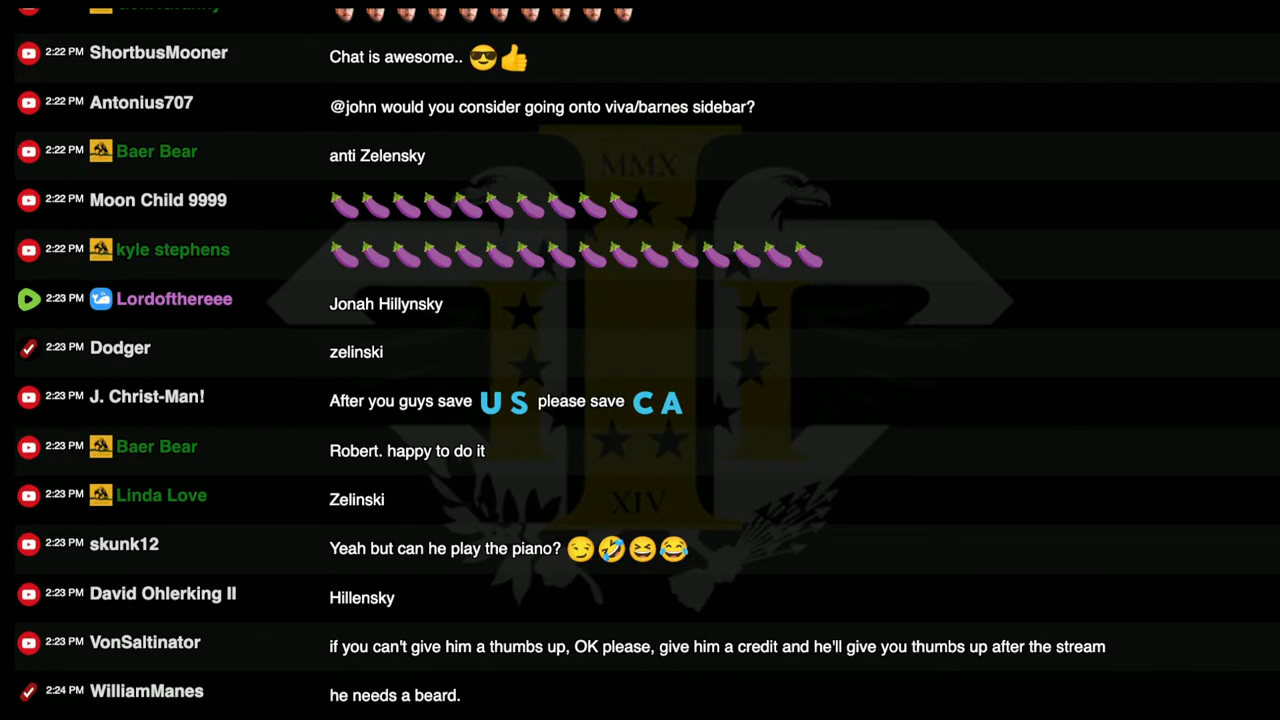 2:22 PM ShortbusMooner Chat is awesome.. 😎👍
2:22 PM Antonius707 @john would you consider going onto viva/barnes sidebar?
2:22 PM Baer Bear anti Zelensky
MMX
2:22 PM Moon Child 9999 🍆🍆🍆🍆🍆🍆🍆🍆🍆🍆
2:22 PM kyle stephens 🍆🍆🍆🍆🍆🍆🍆🍆🍆🍆🍆🍆🍆🍆🍆🍆
2:23 PM Lordofthereee Jonah Hillynsky
2:23 PM Dodger zelinski
2:23 PM J. Christ-Man! After you guys save U S please save C A
2:23 PM Baer Bear Robert. happy to do it
2:23 PM Linda Love Zelinski
XIV
2:23 PM skunk12 Yeah but can he play the piano? 😏🤣😆😂
2:23 PM David Ohlerking II Hillensky
2:23 PM VonSaltinator if you can't give him a thumbs up, OK please, give him a credit and he'll give you thumbs up after the stream
2:24 PM WilliamManes he needs a beard.